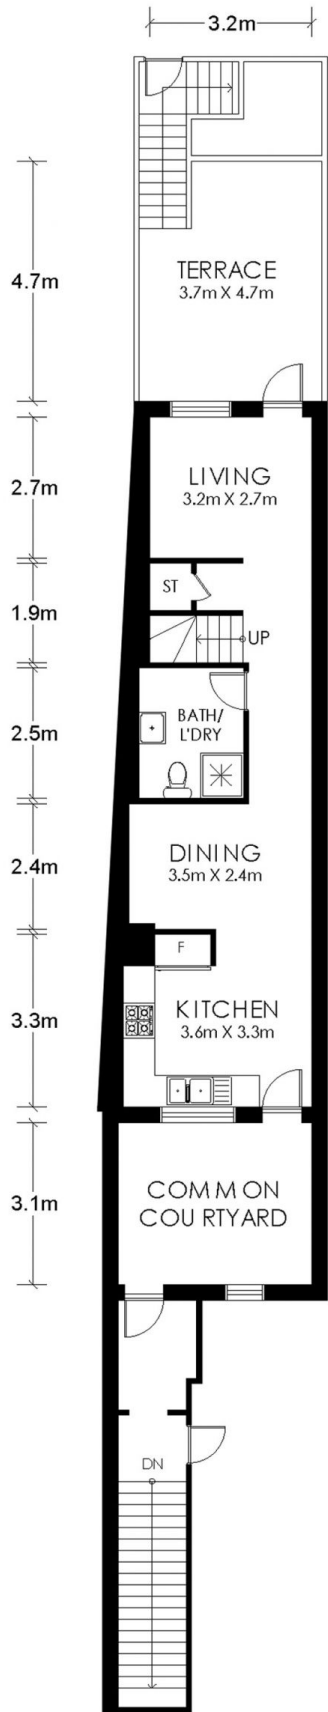 3.2m
TERRACE
3.7m X 4.7m
4.7m
LIVING
3.2m X 2.7m
2.7m
ST
1.9m
UP
BATH/
L'DRY
2.5m
DINING
3.5m X 2.4m
2.4m
F
KITCHEN
3.6m X 3.3m
3.3m
COMMON
COURTYARD
3.1m
DN